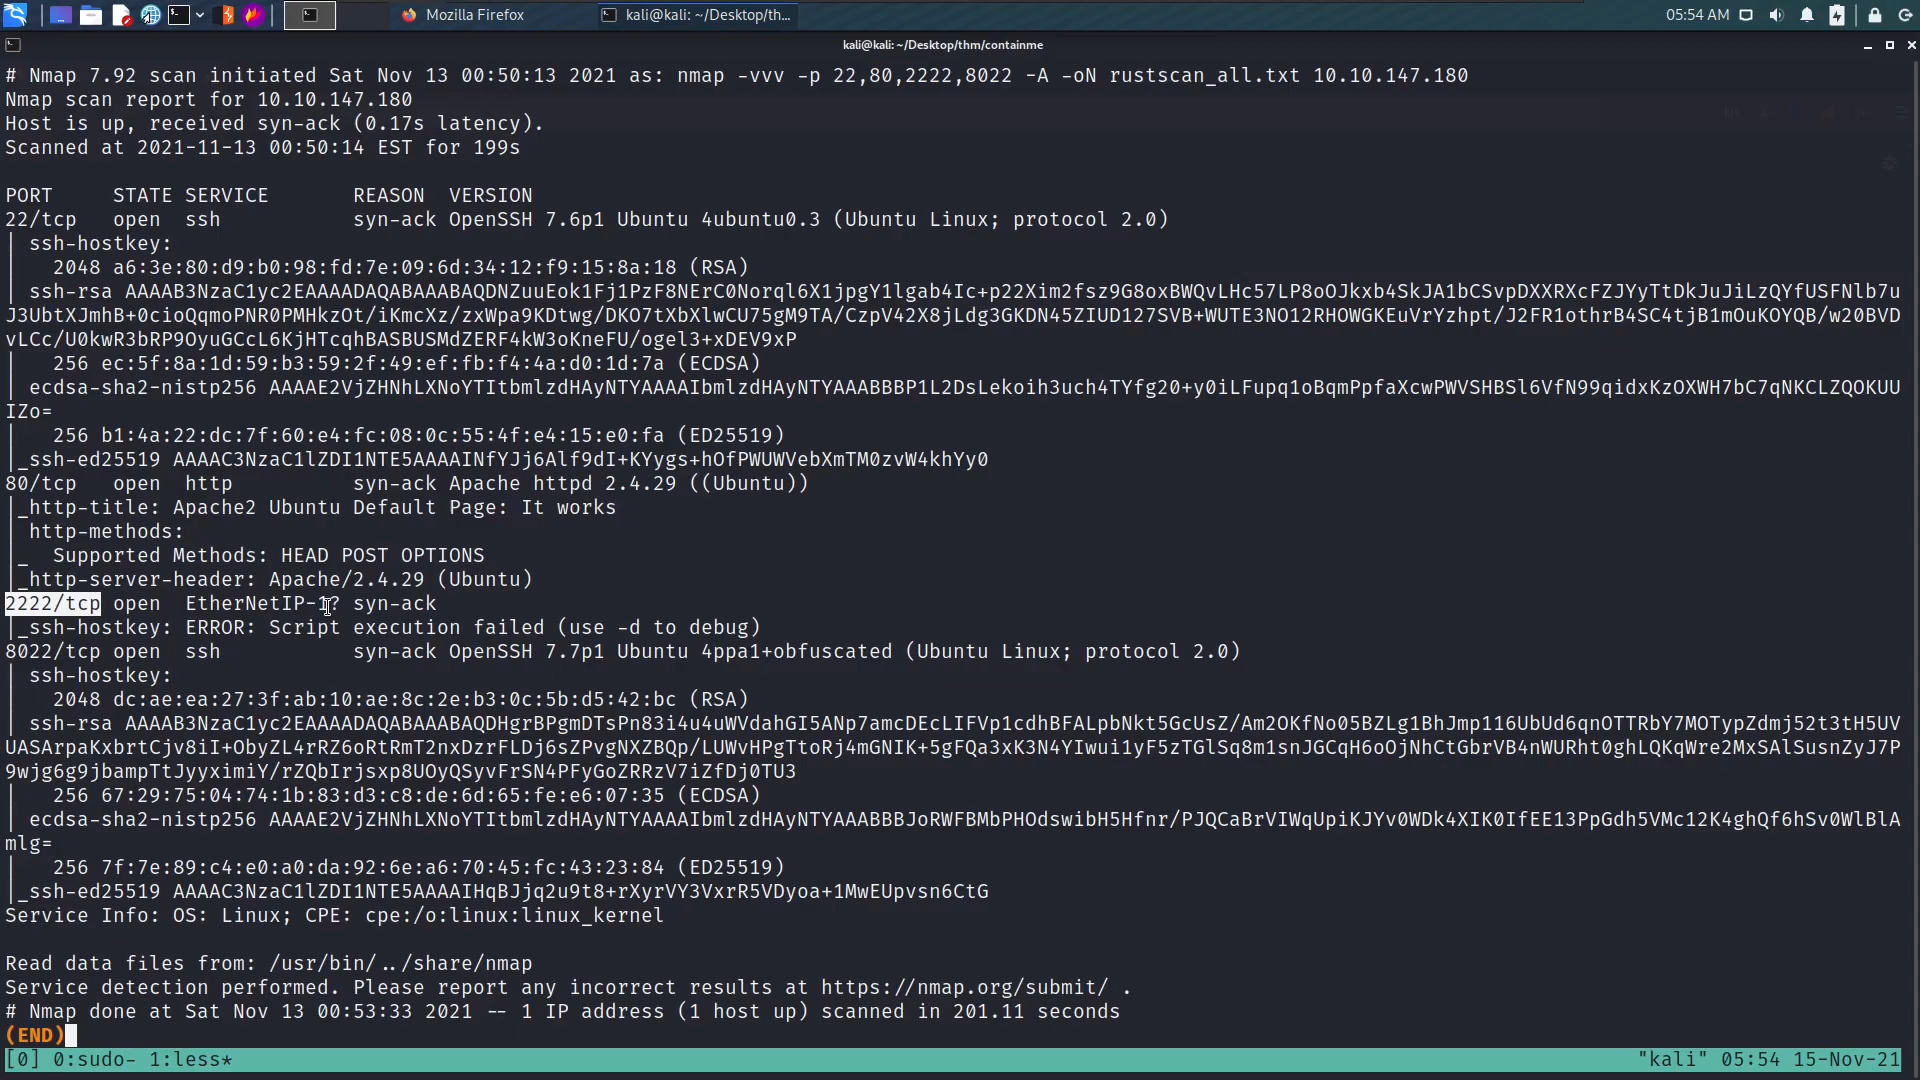 Mozilla Firefox
kali@kali: ~/Desktop/th...
05:54 AM
kali@kali: ~/Desktop/thm/containme
# Nmap 7.92 scan initiated Sat Nov 13 00:50:13 2021 as: nmap -vvv -p 22,80,2222,8022 -A -oN rustscan_all.txt 10.10.147.180
Nmap scan report for 10.10.147.180
Host is up, received syn-ack (0.17s latency).
Scanned at 2021-11-13 00:50:14 EST for 199s
PORT     STATE SERVICE       REASON  VERSION
22/tcp   open  ssh           syn-ack OpenSSH 7.6p1 Ubuntu 4ubuntu0.3 (Ubuntu Linux; protocol 2.0)
| ssh-hostkey:
|   2048 a6:3e:80:d9:b0:98:fd:7e:09:6d:34:12:f9:15:8a:18 (RSA)
| ssh-rsa AAAAB3NzaC1yc2EAAAADAQABAAABAQDNZuuEok1Fj1PzF8NErC0Norql6X1jpgY1lgab4Ic+p22Xim2fsz9G8oxBWQvLHc57LP8oOJkxb4SkJA1bCSvpDXXRXcFZJYyTtDkJuJiLzQYfUSFNlb7u
J3UbtXJmhB+0cioQqmoPNR0PMHkzOt/iKmcXz/zxWpa9KDtwg/DKO7tXbXlwCU75gM9TA/CzpV42X8jLdg3GKDN45ZIUD127SVB+WUTE3NO12RHOWGKEuVrYzhpt/J2FR1othrB4SC4tjB1mOuKOYQB/w20BVD
vLCc/U0kwR3bRP9OyuGCcL6KjHTcqhBASBUSMdZERF4kW3oKneFU/ogel3+xDEV9xP
|   256 ec:5f:8a:1d:59:b3:59:2f:49:ef:fb:f4:4a:d0:1d:7a (ECDSA)
| ecdsa-sha2-nistp256 AAAAE2VjZHNhLXNoYTItbmlzdHAyNTYAAAAIbmlzdHAyNTYAAABBBP1L2DsLekoih3uch4TYfg20+y0iLFupq1oBqmPpfaXcwPWVSHBSl6VfN99qidxKzOXWH7bC7qNKCLZQOKUU
IZo=
|   256 b1:4a:22:dc:7f:60:e4:fc:08:0c:55:4f:e4:15:e0:fa (ED25519)
|_ssh-ed25519 AAAAC3NzaC1lZDI1NTE5AAAAINfYJj6Alf9dI+KYygs+hOfPWUWVebXmTM0zvW4khYy0
80/tcp   open  http          syn-ack Apache httpd 2.4.29 ((Ubuntu))
|_http-title: Apache2 Ubuntu Default Page: It works
| http-methods:
|_  Supported Methods: HEAD POST OPTIONS
|_http-server-header: Apache/2.4.29 (Ubuntu)
2222/tcp open  EtherNetIP-1? syn-ack
|_ssh-hostkey: ERROR: Script execution failed (use -d to debug)
8022/tcp open  ssh           syn-ack OpenSSH 7.7p1 Ubuntu 4ppa1+obfuscated (Ubuntu Linux; protocol 2.0)
| ssh-hostkey:
|   2048 dc:ae:ea:27:3f:ab:10:ae:8c:2e:b3:0c:5b:d5:42:bc (RSA)
| ssh-rsa AAAAB3NzaC1yc2EAAAADAQABAAABAQDHgrBPgmDTsPn83i4u4uWVdahGI5ANp7amcDEcLIFVp1cdhBFALpbNkt5GcUsZ/Am2OKfNo05BZLg1BhJmp116UbUd6qnOTTRbY7MOTypZdmj52t3tH5UV
UASArpaKxbrtCjv8iI+ObyZL4rRZ6oRtRmT2nxDzrFLDj6sZPvgNXZBQp/LUWvHPgTtoRj4mGNIK+5gFQa3xK3N4YIwui1yF5zTGlSq8m1snJGCqH6oOjNhCtGbrVB4nWURht0ghLQKqWre2MxSAlSusnZyJ7P
9wjg6g9jbampTtJyyximiY/rZQbIrjsxp8UOyQSyvFrSN4PFyGoZRRzV7iZfDj0TU3
|   256 67:29:75:04:74:1b:83:d3:c8:de:6d:65:fe:e6:07:35 (ECDSA)
| ecdsa-sha2-nistp256 AAAAE2VjZHNhLXNoYTItbmlzdHAyNTYAAAAIbmlzdHAyNTYAAABBBJoRWFBMbPHOdswibH5Hfnr/PJQCaBrVIWqUpiKJYv0WDk4XIK0IfEE13PpGdh5VMc12K4ghQf6hSv0WlBlA
mlg=
|   256 7f:7e:89:c4:e0:a0:da:92:6e:a6:70:45:fc:43:23:84 (ED25519)
|_ssh-ed25519 AAAAC3NzaC1lZDI1NTE5AAAAIHqBJjq2u9t8+rXyrVY3VxrR5VDyoa+1MwEUpvsn6CtG
Service Info: OS: Linux; CPE: cpe:/o:linux:linux_kernel
Read data files from: /usr/bin/../share/nmap
Service detection performed. Please report any incorrect results at https://nmap.org/submit/ .
# Nmap done at Sat Nov 13 00:53:33 2021 -- 1 IP address (1 host up) scanned in 201.11 seconds
(END)
[0] 0:sudo- 1:less* "kali" 05:54 15-Nov-21